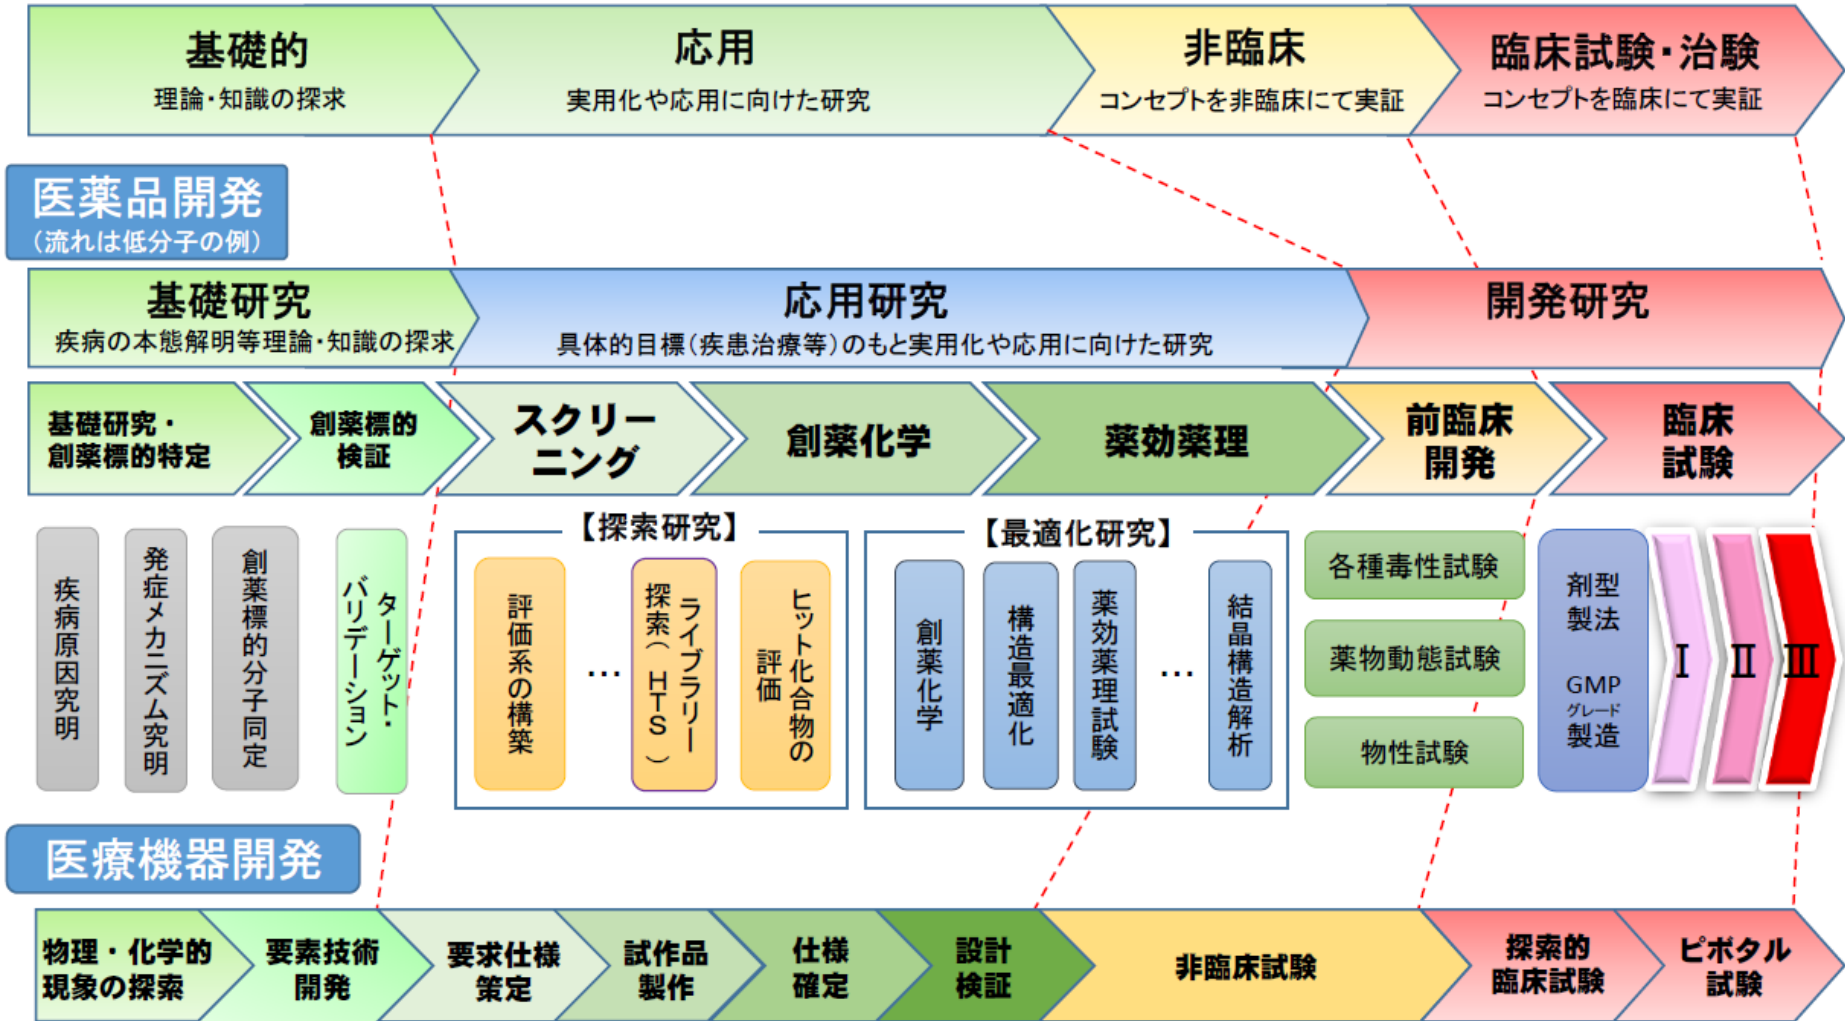 基礎的
理論・知識の探求
応用
実用化や応用に向けた研究
非臨床
コンセプトを非臨床にて実証
臨床試験・治験
コンセプトを臨床にて実証
医薬品開発
(流れは低分子の例)
基礎研究
疾病の本態解明等理論・知識の探求
応用研究
具体的目標(疾患治療等)のもと実用化や応用に向けた研究
開発研究
基礎研究・
創薬標的特定
創薬標的
検証
スクリー
ニング
創薬化学
薬効薬理
前臨床
開発
臨床
試験
疾病原因究明
発症メカニズム究明
創薬標的分子同定
ターゲット・
バリデーション
【探索研究】
評価系の構築
…
ライブラリー
探索(HTS)
ヒット化合物の
評価
【最適化研究】
創薬化学
構造最適化
薬効薬理試験
…
結晶構造解析
各種毒性試験
薬物動態試験
物性試験
剤型
製法
GMP
グレード
製造
Ⅰ
Ⅱ
Ⅲ
医療機器開発
物理・化学的
現象の探索
要素技術
開発
要求仕様
策定
試作品
製作
仕様
確定
設計
検証
非臨床試験
探索的
臨床試験
ピボタル
試験